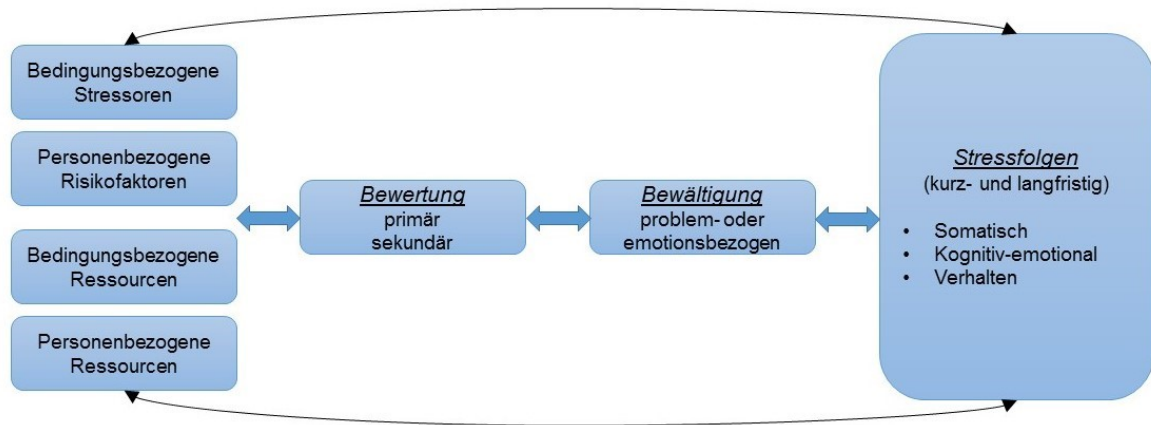 Bedingungsbezogene
Stressoren
Personenbezogene
Risikofaktoren
Bedingungsbezogene
Ressourcen
Personenbezogene
Ressourcen
Bewertung
primär
sekundär
Bewältigung
problem- oder
emotionsbezogen
Stressfolgen
(kurz- und langfristig)
• Somatisch
• Kognitiv-emotional
• Verhalten